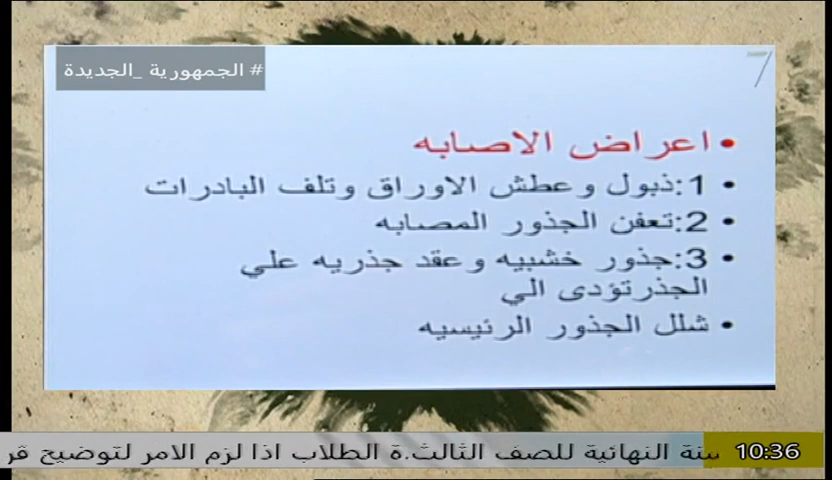 # الجمهورية _الجديدة
7
• اعراض الاصابه
• 1:ذبول وعطش الاوراق وتلف البادرات
• 2:تعفن الجذور المصابه
• 3:جذور خشبيه وعقد جذريه علي
الجذرتؤدى الي
• شلل الجذور الرئيسيه
10:36 سنة النهائية للصف الثالث.ة الطلاب اذا لزم الامر لتوضيح